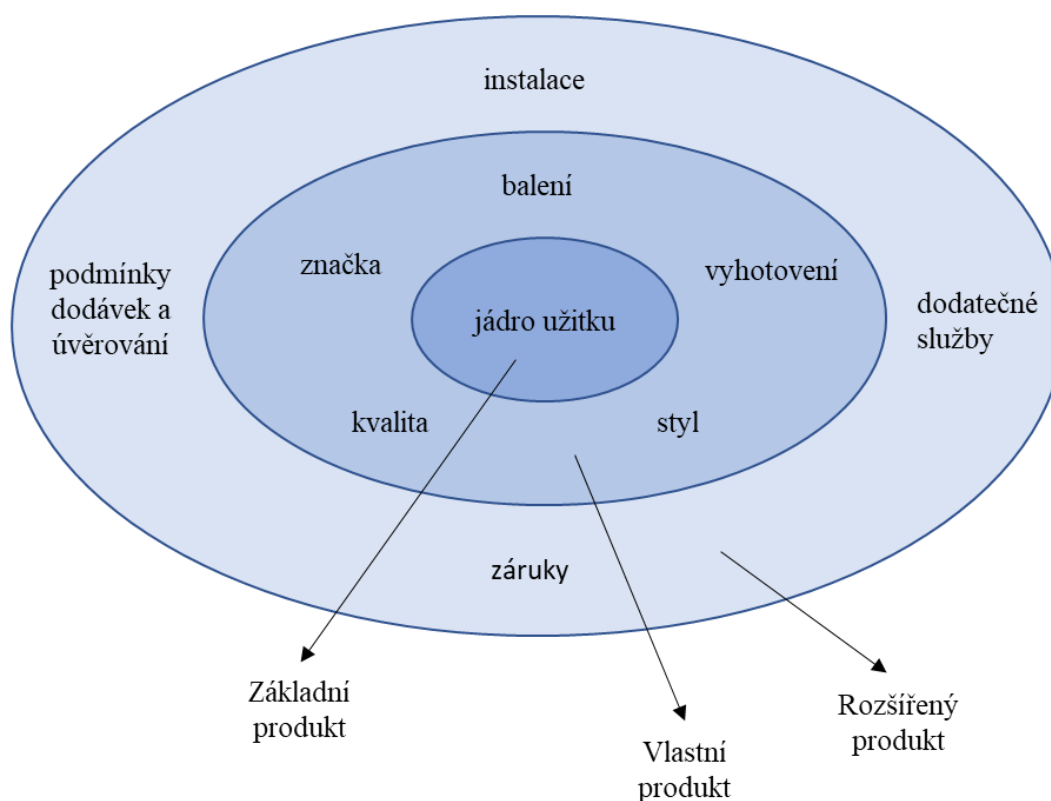 instalace
balení
značka
vyhotovení
podmínky
dodávek a
úvěrování
dodatečné
služby
jádro užitku
kvalita
styl
záruky
Základní
produkt
Vlastní
produkt
Rozšířený
produkt